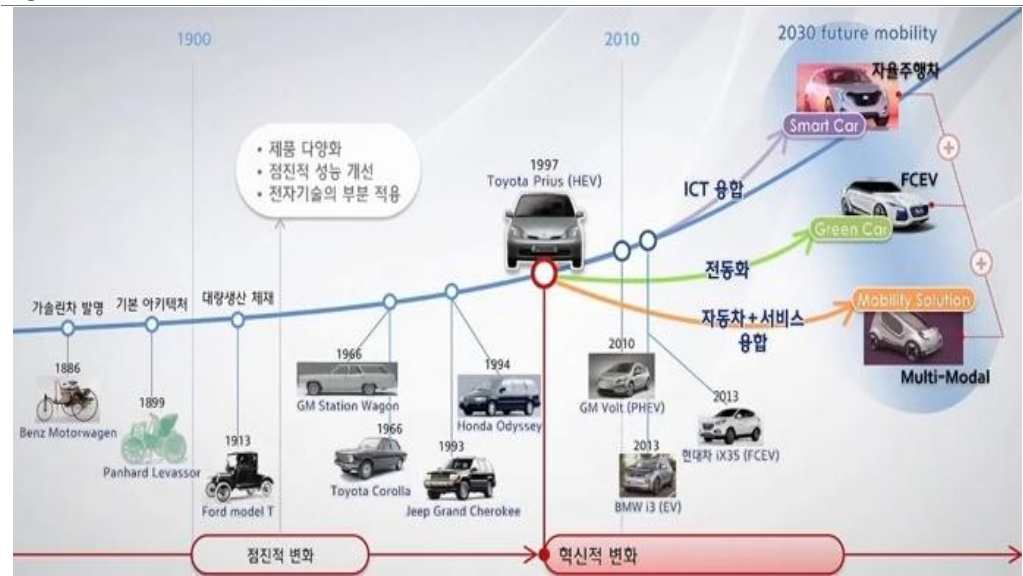 1900
2010
2030 future mobility
자율주행차
Smart Car
• 제품 다양화
• 점진적 성능 개선
• 전자기술의 부분 적용
1997
Toyota Prius (HEV)
ICT 융합
FCEV
Green Car
전동화
가솔린차 발명
기본 아키텍처
대량생산 체재
Mobility Solution
자동차+서비스
융합
Multi-Modal
1886
Benz Motorwagen
1899
Panhard Levassor
1913
Ford model T
1966
GM Station Wagon
1966
Toyota Corolla
1994
Honda Odyssey
1993
Jeep Grand Cherokee
2010
GM Volt (PHEV)
2013
BMW i3 (EV)
2013
현대차 iX35 (FCEV)
점진적 변화
혁신적 변화